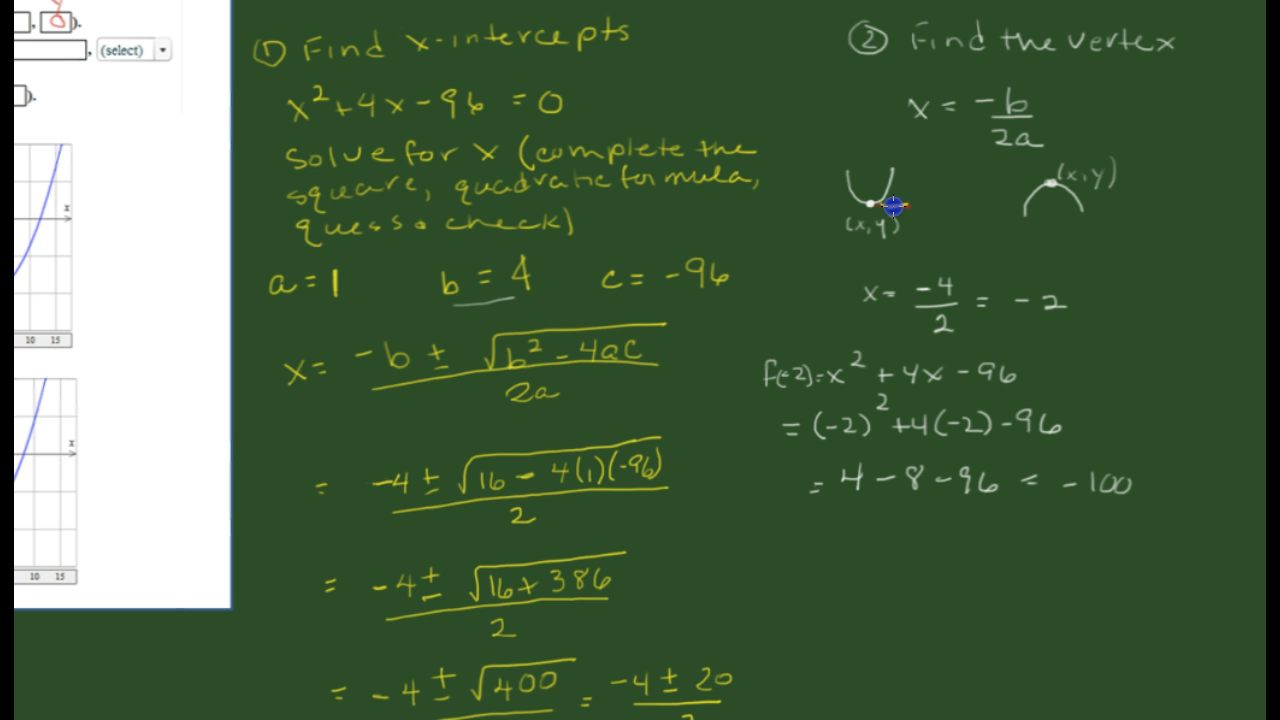 , 0 ).
, (select)
).
10 15
10 15
① Find x-intercepts
x² + 4x - 96 = 0
solve for x (complete the
square, quadratic formula,
guess & check)
a = 1 b = 4 c = -96
x = -b ± √(b² - 4ac) / 2a
= -4 ± √(16 - 4(1)(-96)) / 2
= -4 ± √(16 + 386) / 2
= -4 ± √400 = -4 ± 20
② Find the vertex
x = -b / 2a
(x, y)
(x, y)
x = -4 / 2 = -2
f(-2) = x² + 4x - 96
= (-2)² + 4(-2) - 96
= 4 - 8 - 96 = -100